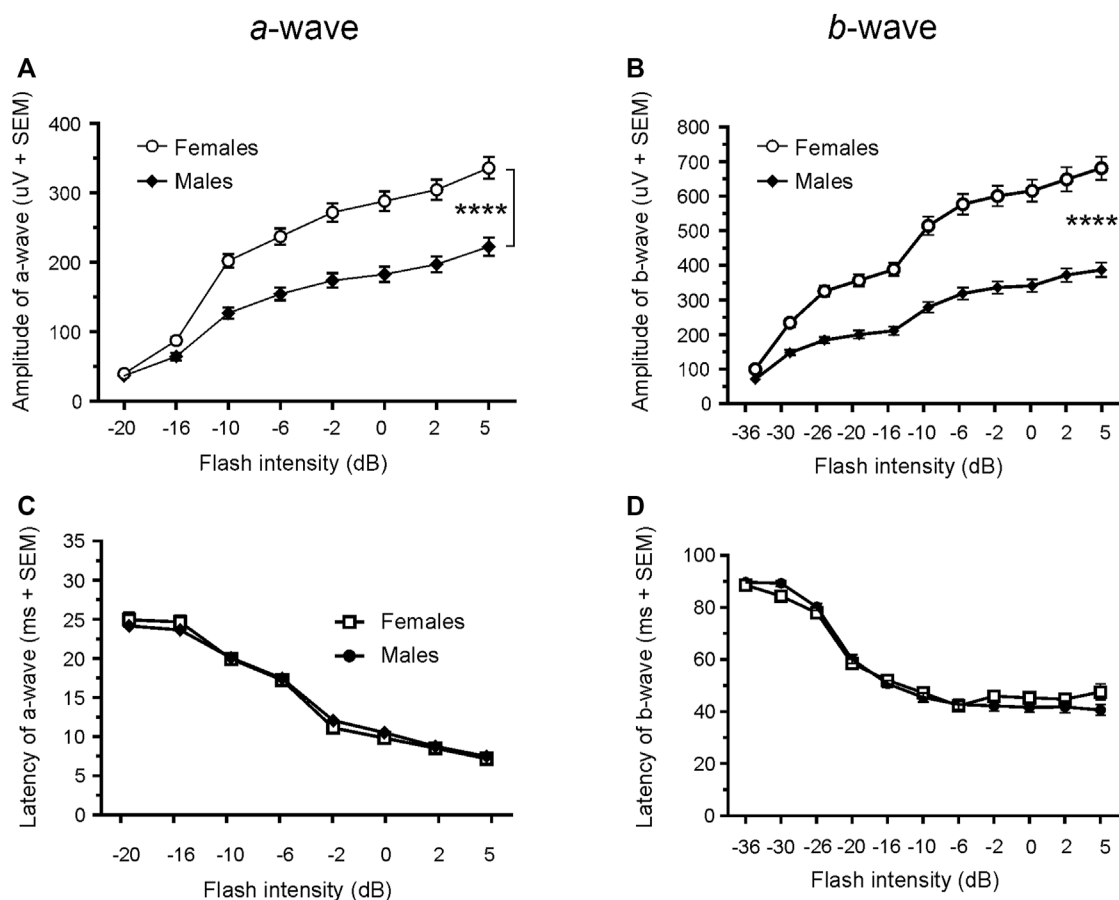 a-wave
b-wave
A
Amplitude of a-wave (uV + SEM)
400
300
200
100
0
Females
Males
****
-20 -16 -10 -6 -2 0 2 5
Flash intensity (dB)
B
Amplitude of b-wave (uV + SEM)
800
700
600
500
400
300
200
100
0
Females
Males
****
-36 -30 -26 -20 -16 -10 -6 -2 0 2 5
Flash intensity (dB)
C
Latency of a-wave (ms + SEM)
35
30
25
20
15
10
5
0
Females
Males
-20 -16 -10 -6 -2 0 2 5
Flash intensity (dB)
D
Latency of b-wave (ms + SEM)
100
80
60
40
20
0
-36 -30 -26 -20 -16 -10 -6 -2 0 2 5
Flash intensity (dB)